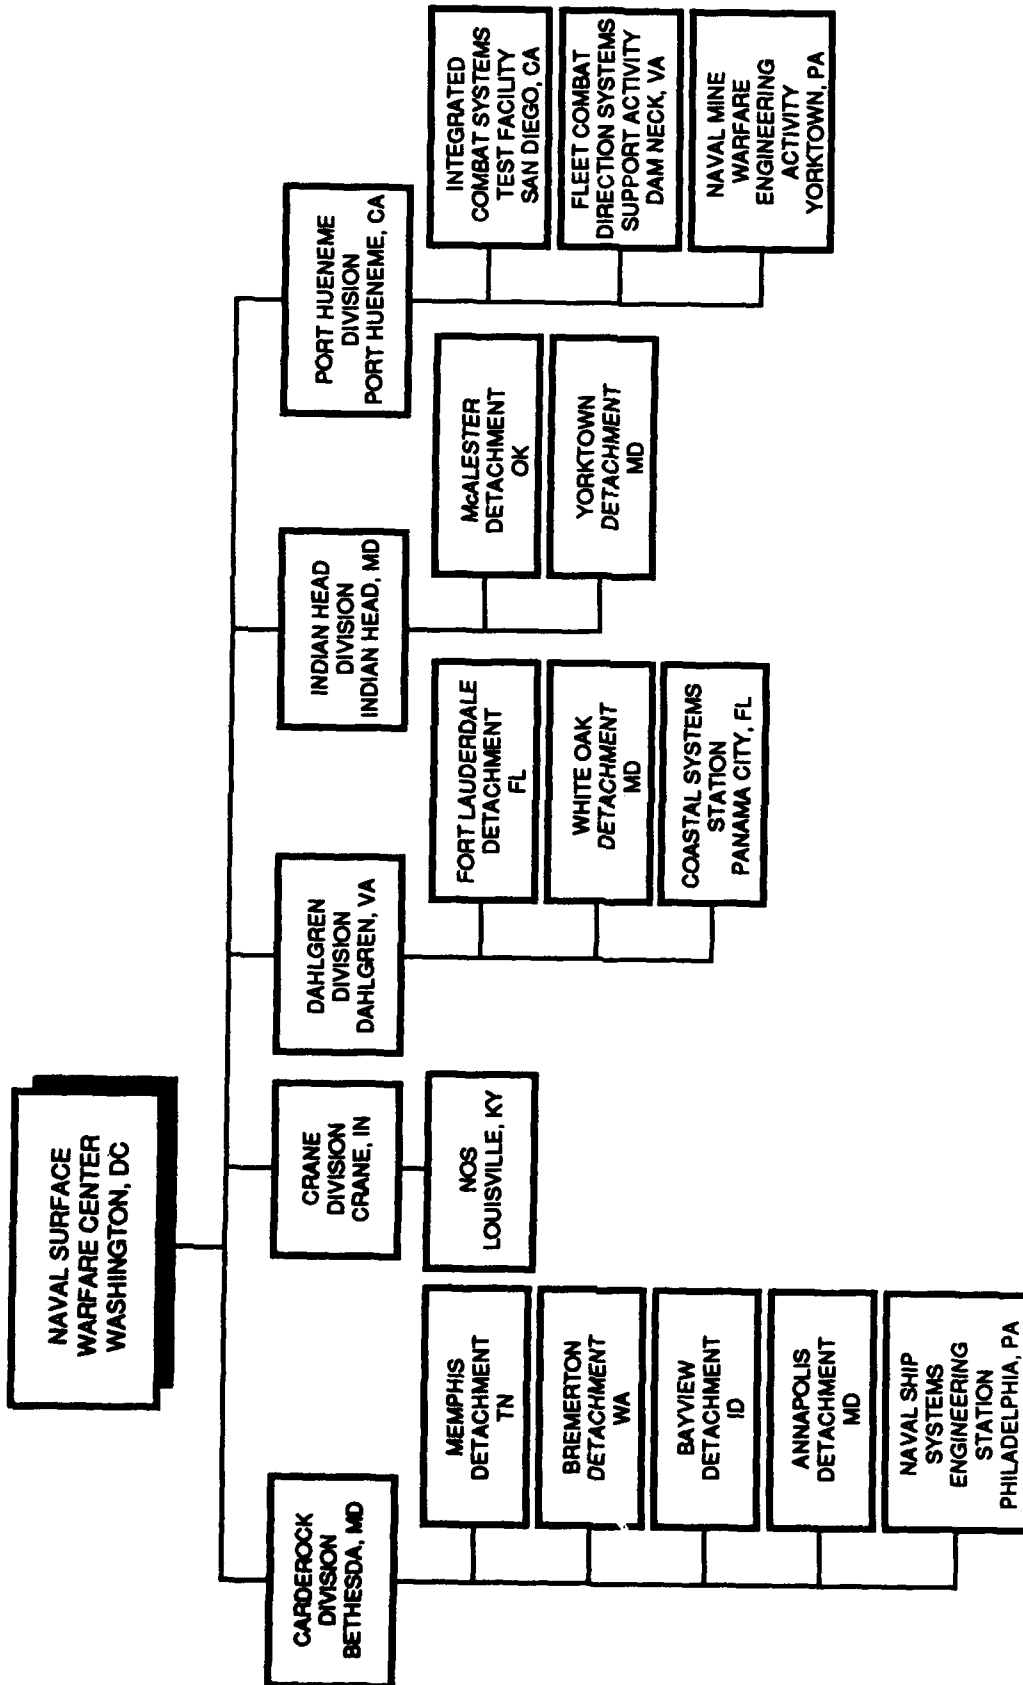 NAVAL SURFACE
WARFARE CENTER
WASHINGTON, DC
CARDEROCK
DIVISION
BETHESDA, MD
MEMPHIS
DETACHMENT
TN
BREMERTON
DETACHMENT
WA
BAYVIEW
DETACHMENT
ID
ANNAPOLIS
DETACHMENT
MD
NAVAL SHIP
SYSTEMS
ENGINEERING
STATION
PHILADELPHIA, PA
CRANE
DIVISION
CRANE, IN
NOS
LOUISVILLE, KY
DAHLGREN
DIVISION
DAHLGREN, VA
FORT LAUDERDALE
DETACHMENT
FL
WHITE OAK
DETACHMENT
MD
COASTAL SYSTEMS
STATION
PANAMA CITY, FL
INDIAN HEAD
DIVISION
INDIAN HEAD, MD
McALESTER
DETACHMENT
OK
YORKTOWN
DETACHMENT
MD
PORT HUENEME
DIVISION
PORT HUENEME, CA
INTEGRATED
COMBAT SYSTEMS
TEST FACILITY
SAN DIEGO, CA
FLEET COMBAT
DIRECTION SYSTEMS
SUPPORT ACTIVITY
DAM NECK, VA
NAVAL MINE
WARFARE
ENGINEERING
ACTIVITY
YORKTOWN, PA